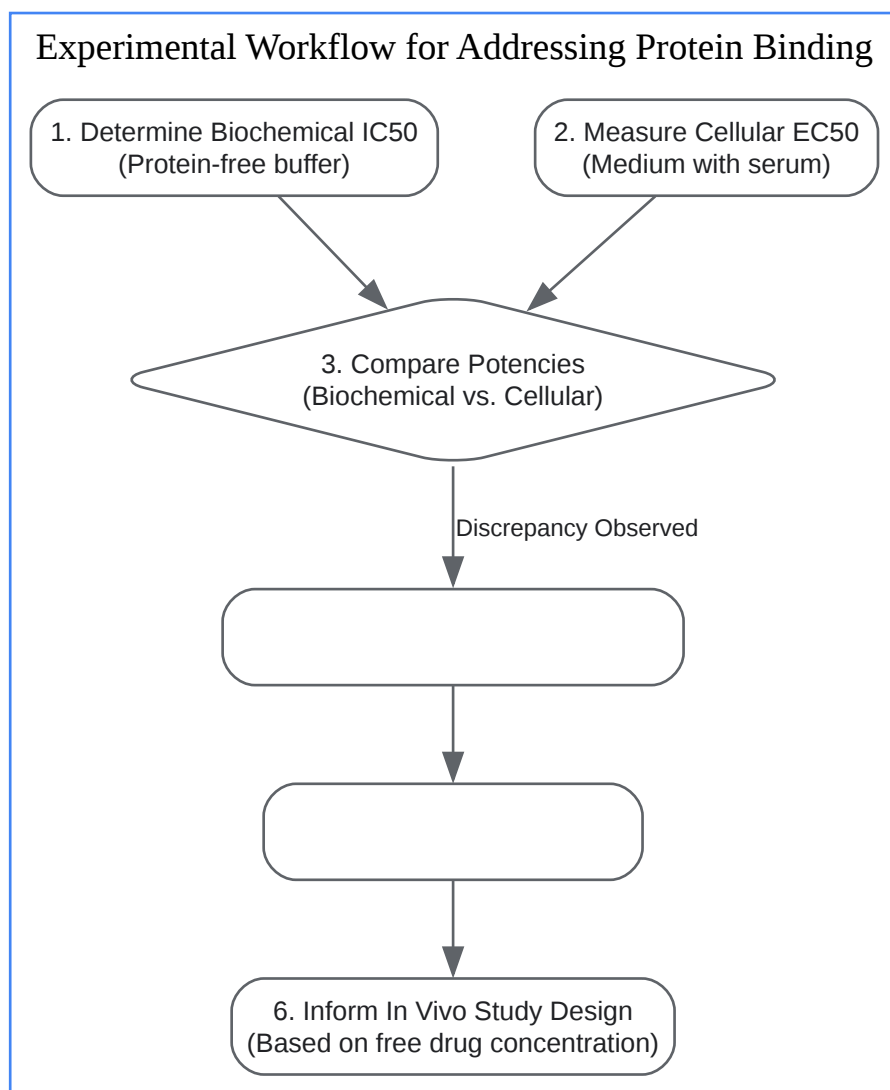 Experimental Workflow for Addressing Protein Binding
1. Determine Biochemical IC50
(Protein-free buffer)
2. Measure Cellular EC50
(Medium with serum)
3. Compare Potencies
(Biochemical vs. Cellular)
Discrepancy Observed
6. Inform In Vivo Study Design
(Based on free drug concentration)